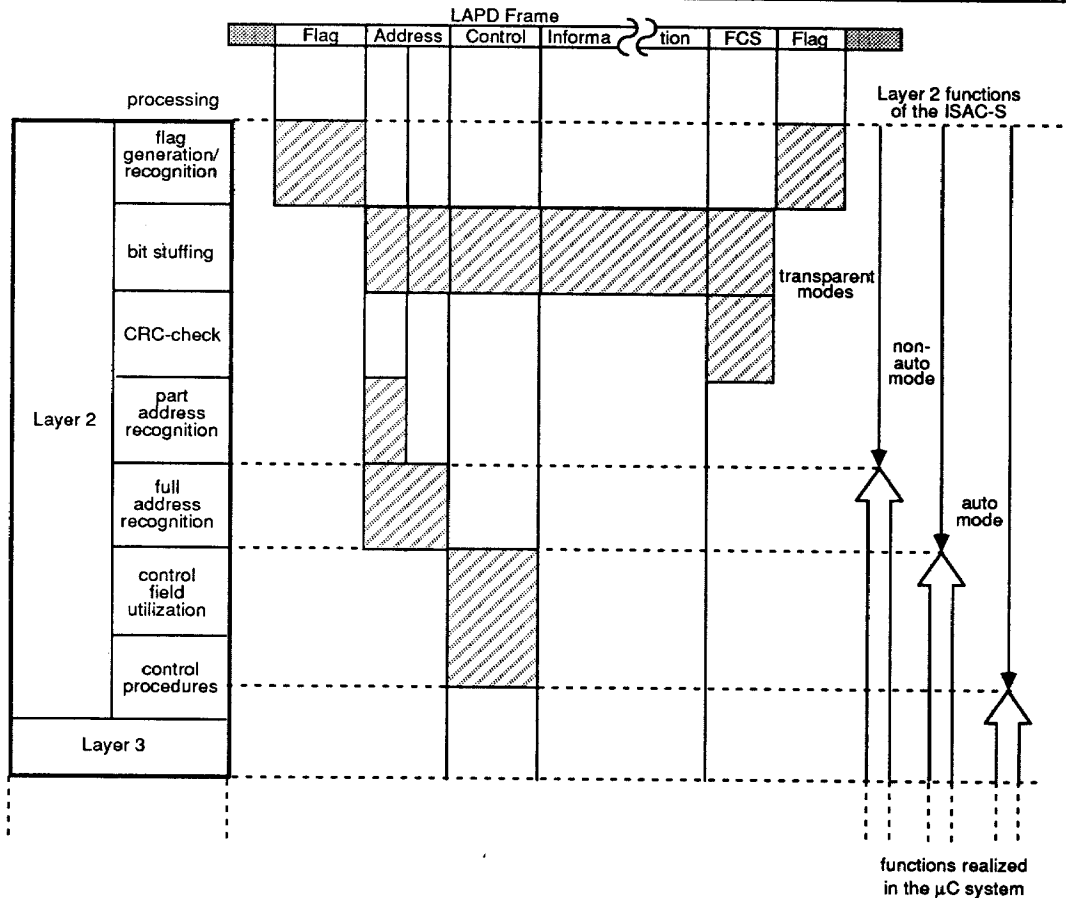 LAPD Frame
Flag Address Control Informa tion FCS Flag
processing
Layer 2 functions
of the ISAC-S
flag
generation/
recognition
bit stuffing
transparent
modes
CRC-check
non-
auto
mode
Layer 2
part
address
recognition
full
address
recognition
auto
mode
control
field
utilization
control
procedures
Layer 3
functions realized
in the µC system